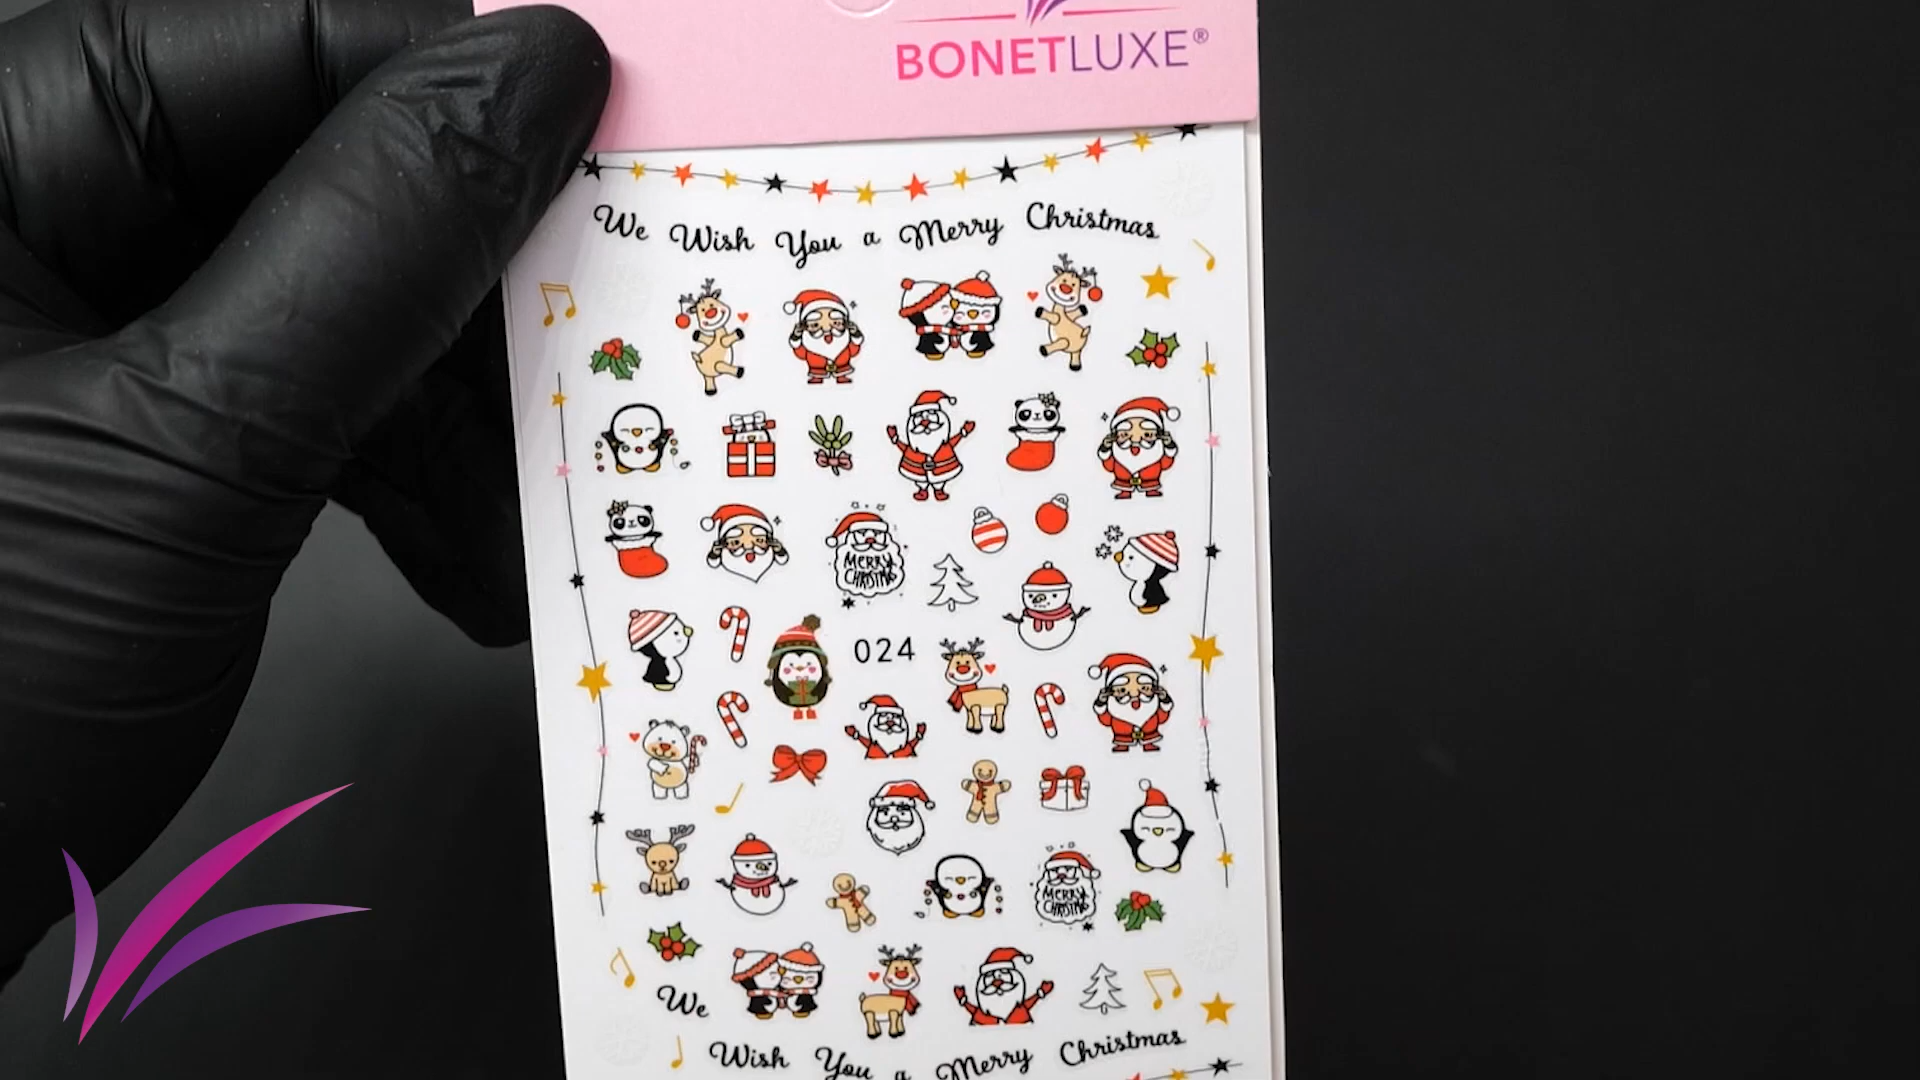 BONETLUXE®
We Wish You a Merry Christmas
MERRY
CHRISTMAS
024
MERRY
CHRISTMAS
We
Wish You a Merry Christmas